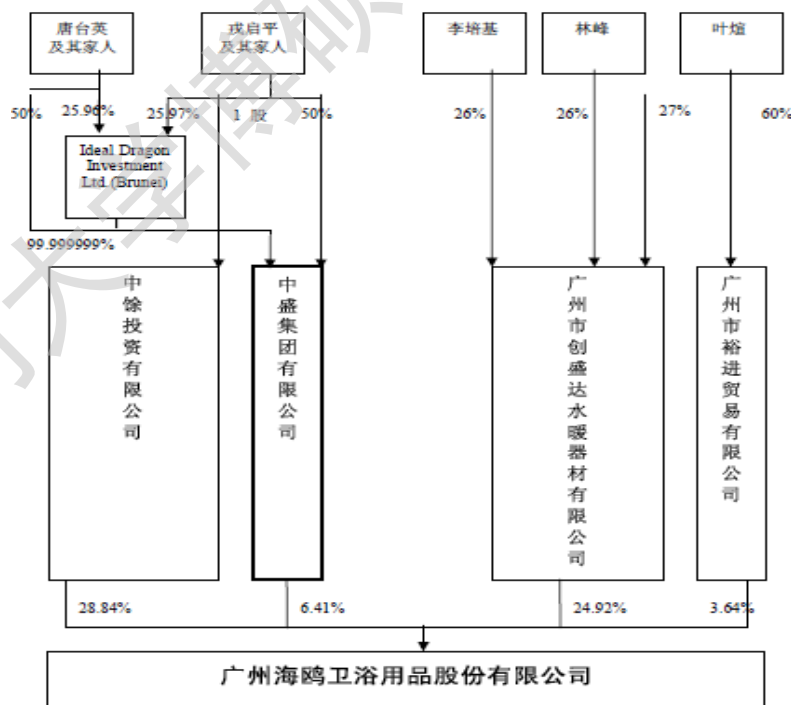 唐台英
及其家人
戎启平
及其家人
李培基
林峰
叶煊
50%
25.96%
25.97%
1 股
50%
26%
26%
27%
60%
Ideal Dragon
Investment
Ltd.(Brunei)
99.999999%
中馀投资有限公司
中盛集团有限公司
广州市创盛达水暖器材有限公司
广州市裕进贸易有限公司
28.84%
6.41%
24.92%
3.64%
广州海鸥卫浴用品股份有限公司
大学博硕